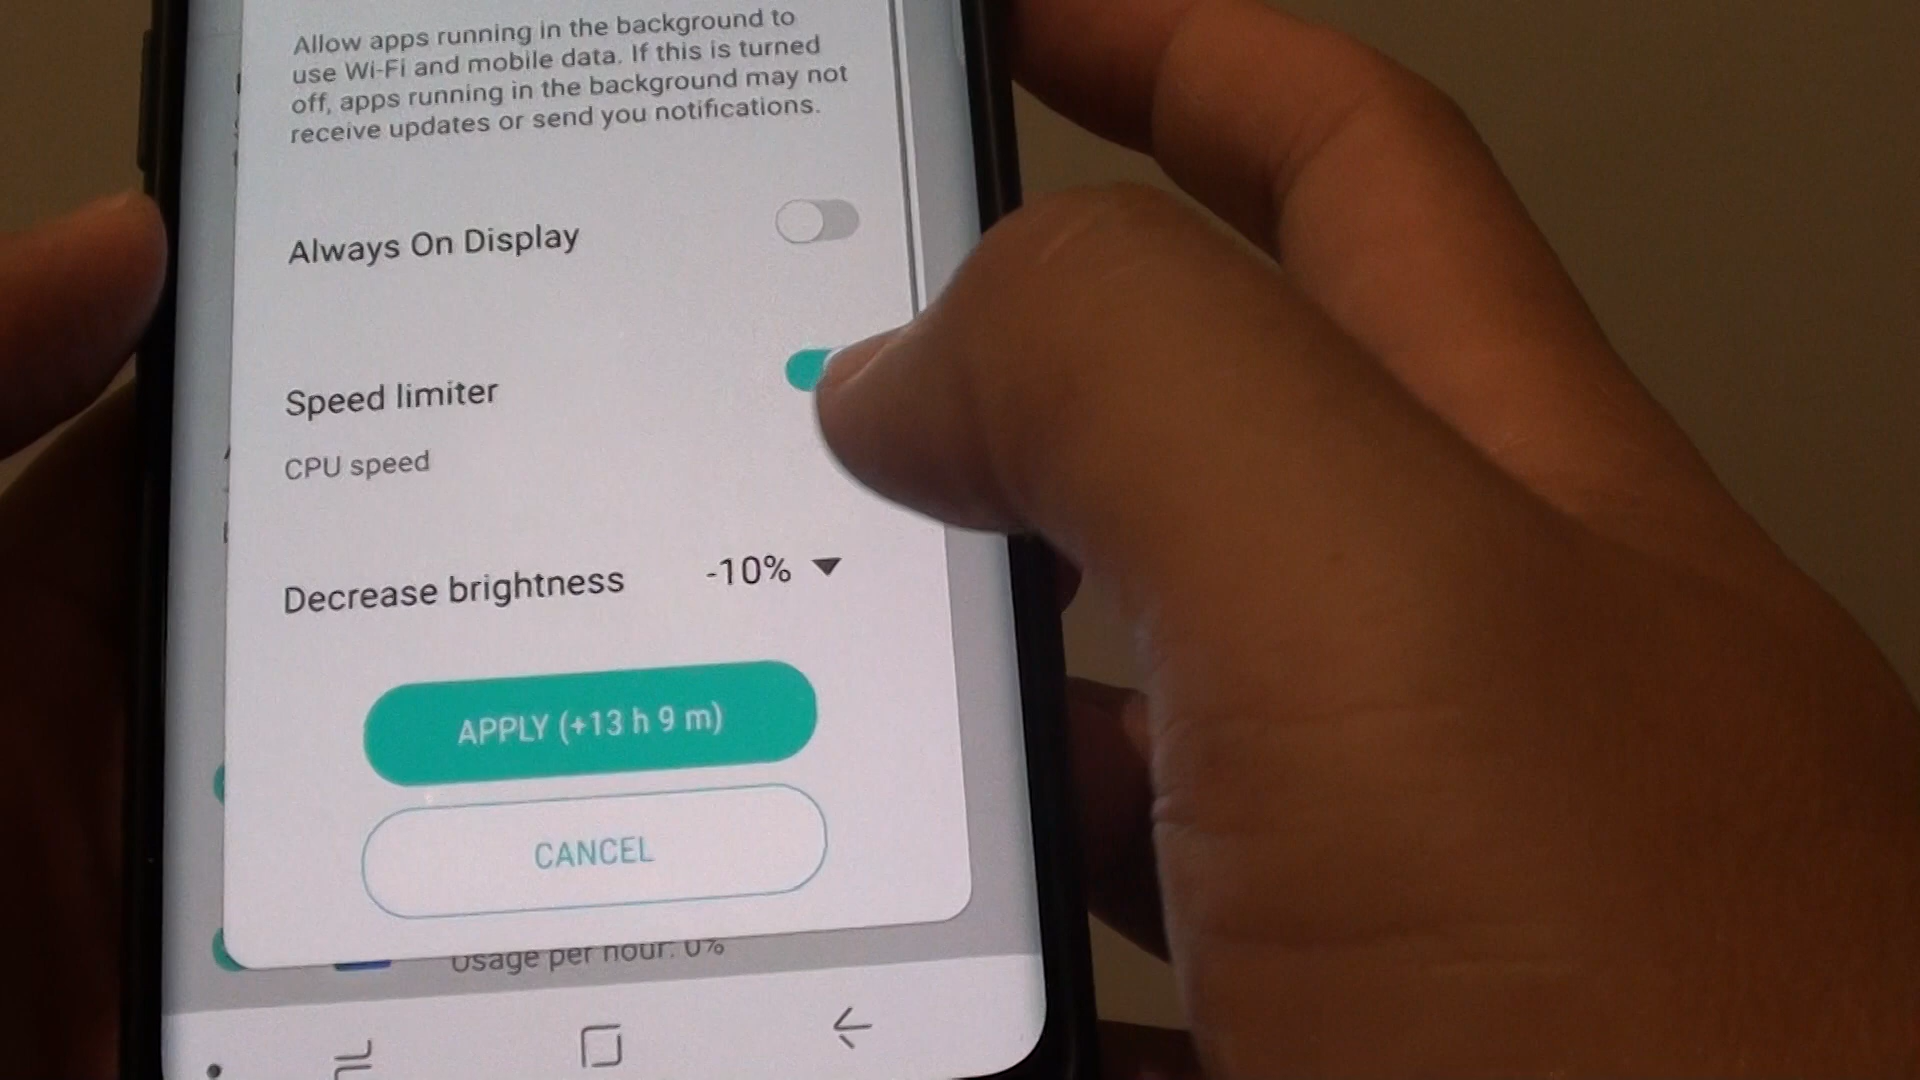 Allow apps running in the background to
use Wi-Fi and mobile data. If this is turned
off, apps running in the background may not
receive updates or send you notifications.
Always On Display
Speed limiter
CPU speed
Decrease brightness -10%
APPLY (+13 h 9 m)
CANCEL
Usage per hour: 0%